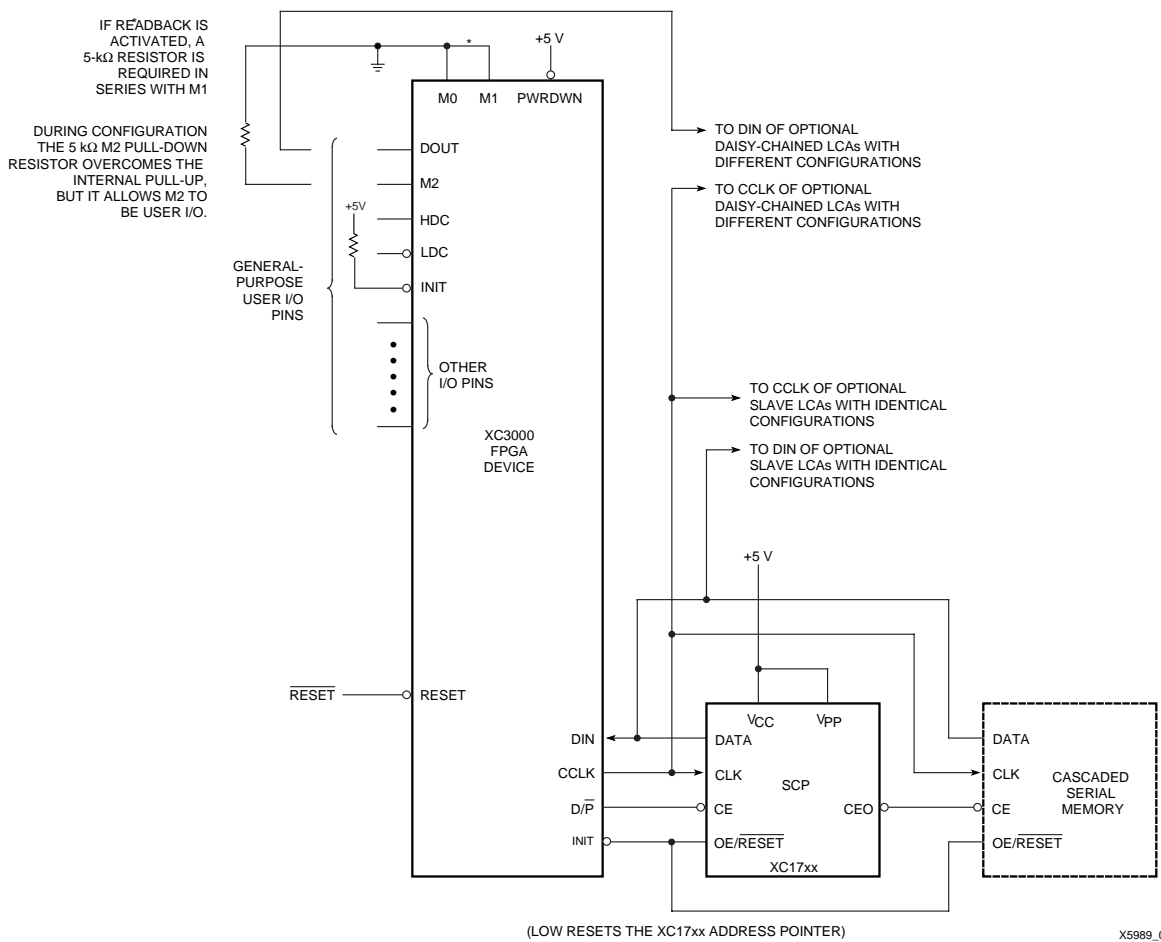 IF READBACK IS
ACTIVATED, A
5-kΩ RESISTOR IS
REQUIRED IN
SERIES WITH M1
*
*
+5 V
M0 M1 PWRDWN
DURING CONFIGURATION
THE 5 kΩ M2 PULL-DOWN
RESISTOR OVERCOMES THE
INTERNAL PULL-UP,
BUT IT ALLOWS M2 TO
BE USER I/O.
DOUT
M2
+5V
HDC
LDC
INIT
GENERAL-
PURPOSE
USER I/O
PINS
OTHER
I/O PINS
XC3000
FPGA
DEVICE
TO DIN OF OPTIONAL
DAISY-CHAINED LCAs WITH
DIFFERENT CONFIGURATIONS
TO CCLK OF OPTIONAL
DAISY-CHAINED LCAs WITH
DIFFERENT CONFIGURATIONS
TO CCLK OF OPTIONAL
SLAVE LCAs WITH IDENTICAL
CONFIGURATIONS
TO DIN OF OPTIONAL
SLAVE LCAs WITH IDENTICAL
CONFIGURATIONS
+5 V
RESET
RESET
DIN
CCLK
D/P
INIT
VCC VPP
DATA
CLK
SCP
CE
CEO
OE/RESET
XC17xx
DATA
CLK
CASCADED
SERIAL
MEMORY
CE
OE/RESET
(LOW RESETS THE XC17xx ADDRESS POINTER)